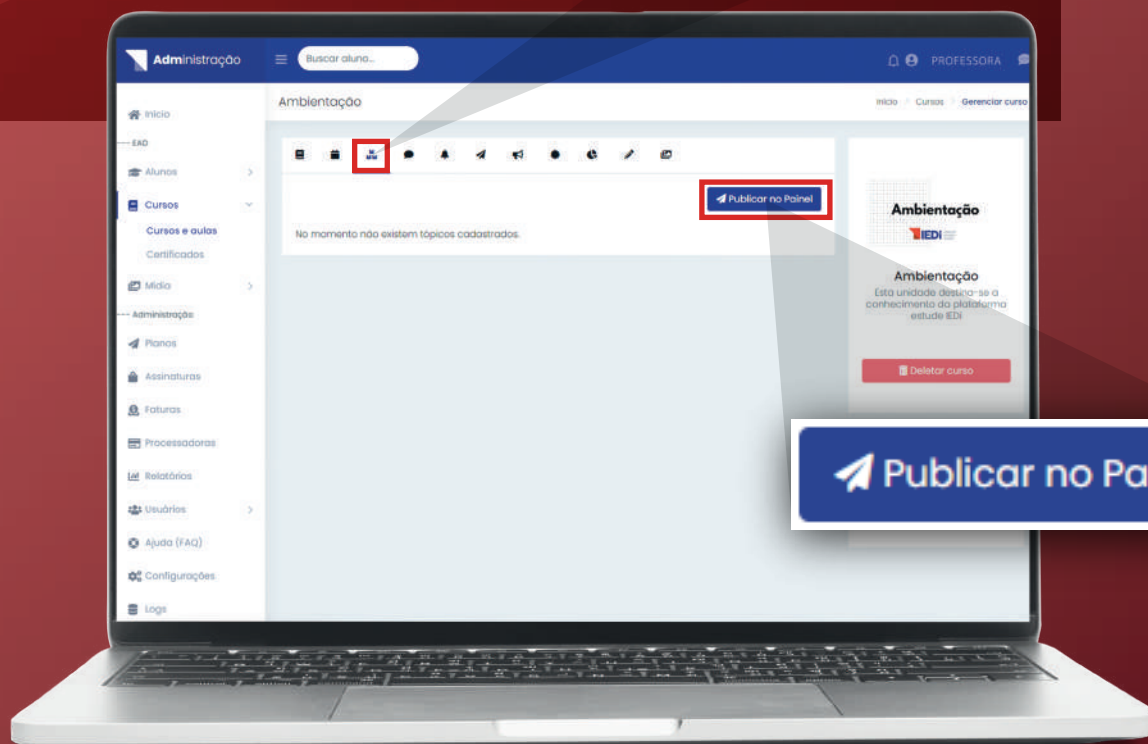 Administração
Buscar aluno...
PROFESSORA
Início
Ambientação
Início / Cursos / Gerenciar curso
--- EAD
Alunos
Cursos
Cursos e aulas
Certificados
Mídia
--- Administração
Planos
Assinaturas
Faturas
Processadoras
Relatórios
Usuários
Ajuda (FAQ)
Configurações
Logs
Publicar no Painel
No momento não existem tópicos cadastrados.
Ambientação
IEDi
Ambientação
Esta unidade destina-se a
conhecimento da plataforma
estude IEDi
Deletar curso
Publicar no Pa